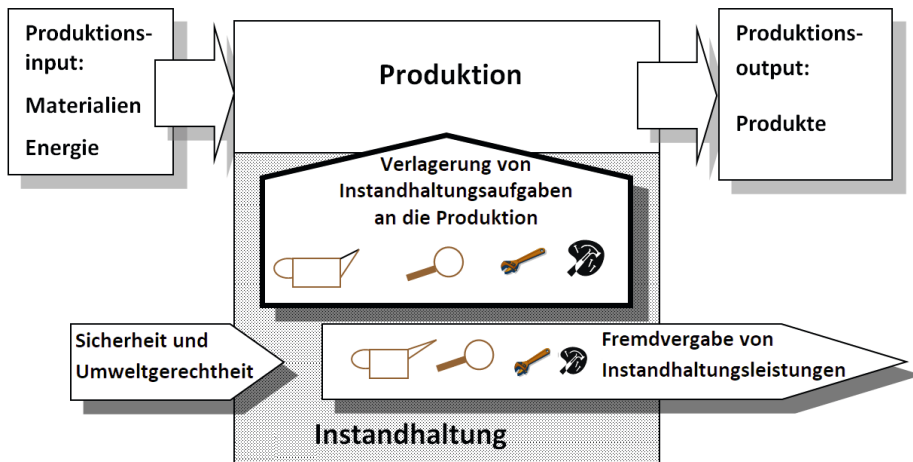 Produktions-
input:
Materialien
Energie
Produktion
Produktions-
output:
Produkte
Verlagerung von
Instandhaltungsaufgaben
an die Produktion
Sicherheit und
Umweltgerechtheit
Fremdvergabe von
Instandhaltungsleistungen
Instandhaltung